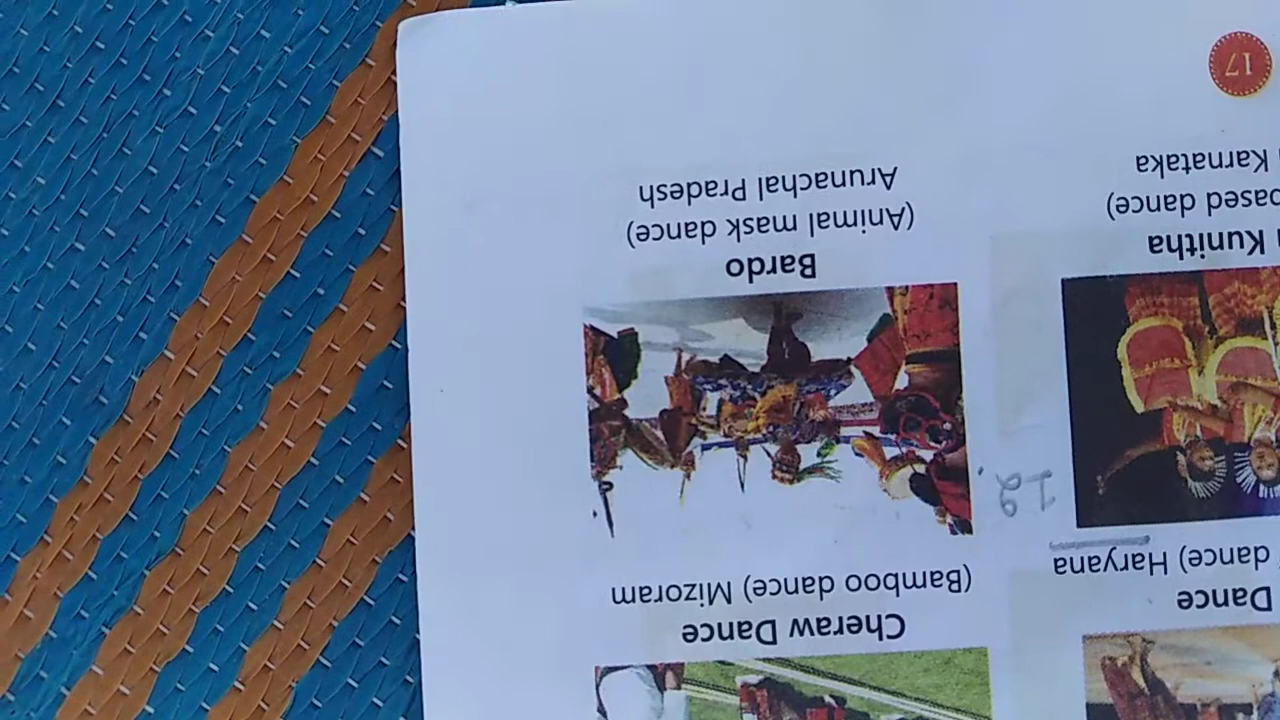 Dance
dance) Haryana
Cheraw Dance
(Bamboo dance) Mizoram
12.
Kunitha
based dance)
Karnataka
Bardo
(Animal mask dance)
Arunachal Pradesh
17